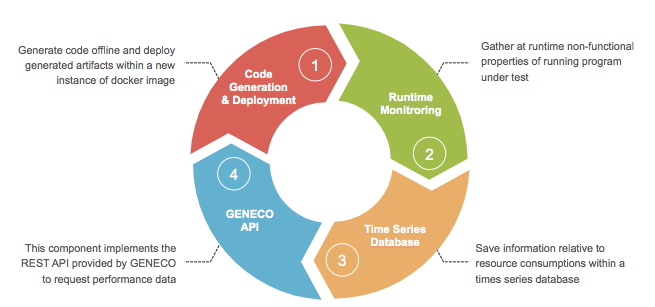 Generate code offline and deploy
generated artifacts within a new
instance of docker image
Code
Generation
& Deployment
1
Gather at runtime non-functional
properties of running program
under test
Runtime
Monitroring
2
Time Series
Database
3
Save information relative to
resource consumptions within a
times series database
4
GENECO
API
This component implements the
REST API provided by GENECO
to request performance data